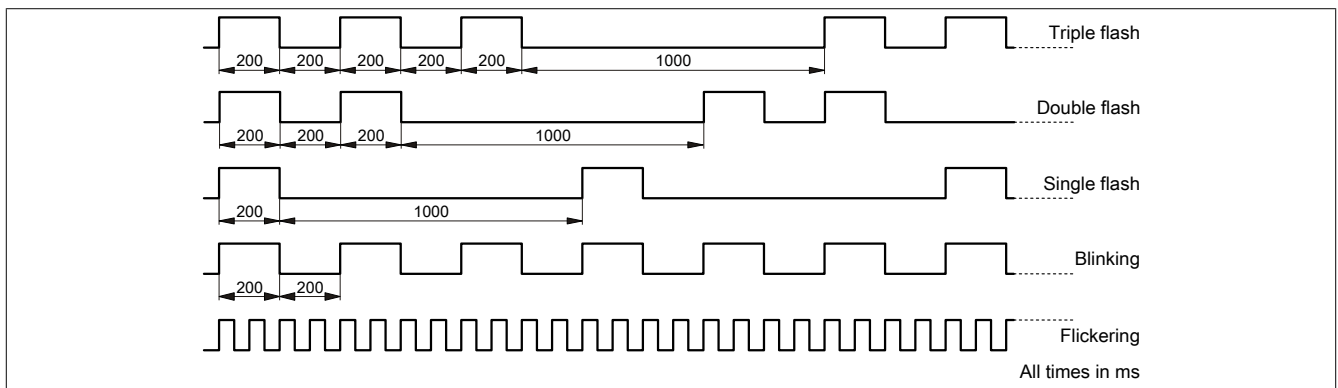 Triple flash
200 200 200 200 200 1000
Double flash
200 200 200 1000
Single flash
200 1000
Blinking
200 200
Flickering
All times in ms